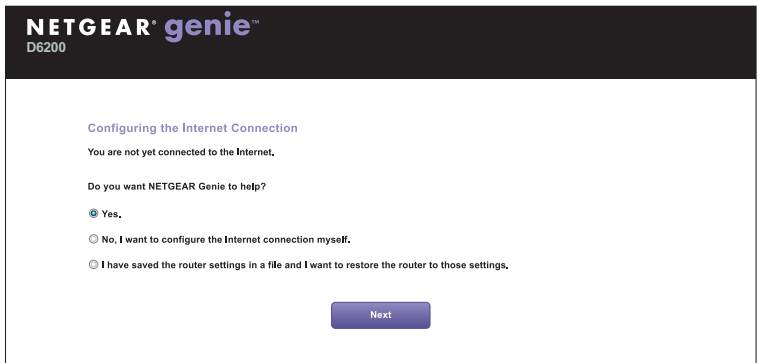 NETGEAR® genie™
D6200
Configuring the Internet Connection
You are not yet connected to the Internet.
Do you want NETGEAR Genie to help?
Yes.
No, I want to configure the Internet connection myself.
I have saved the router settings in a file and I want to restore the router to those settings.
Next